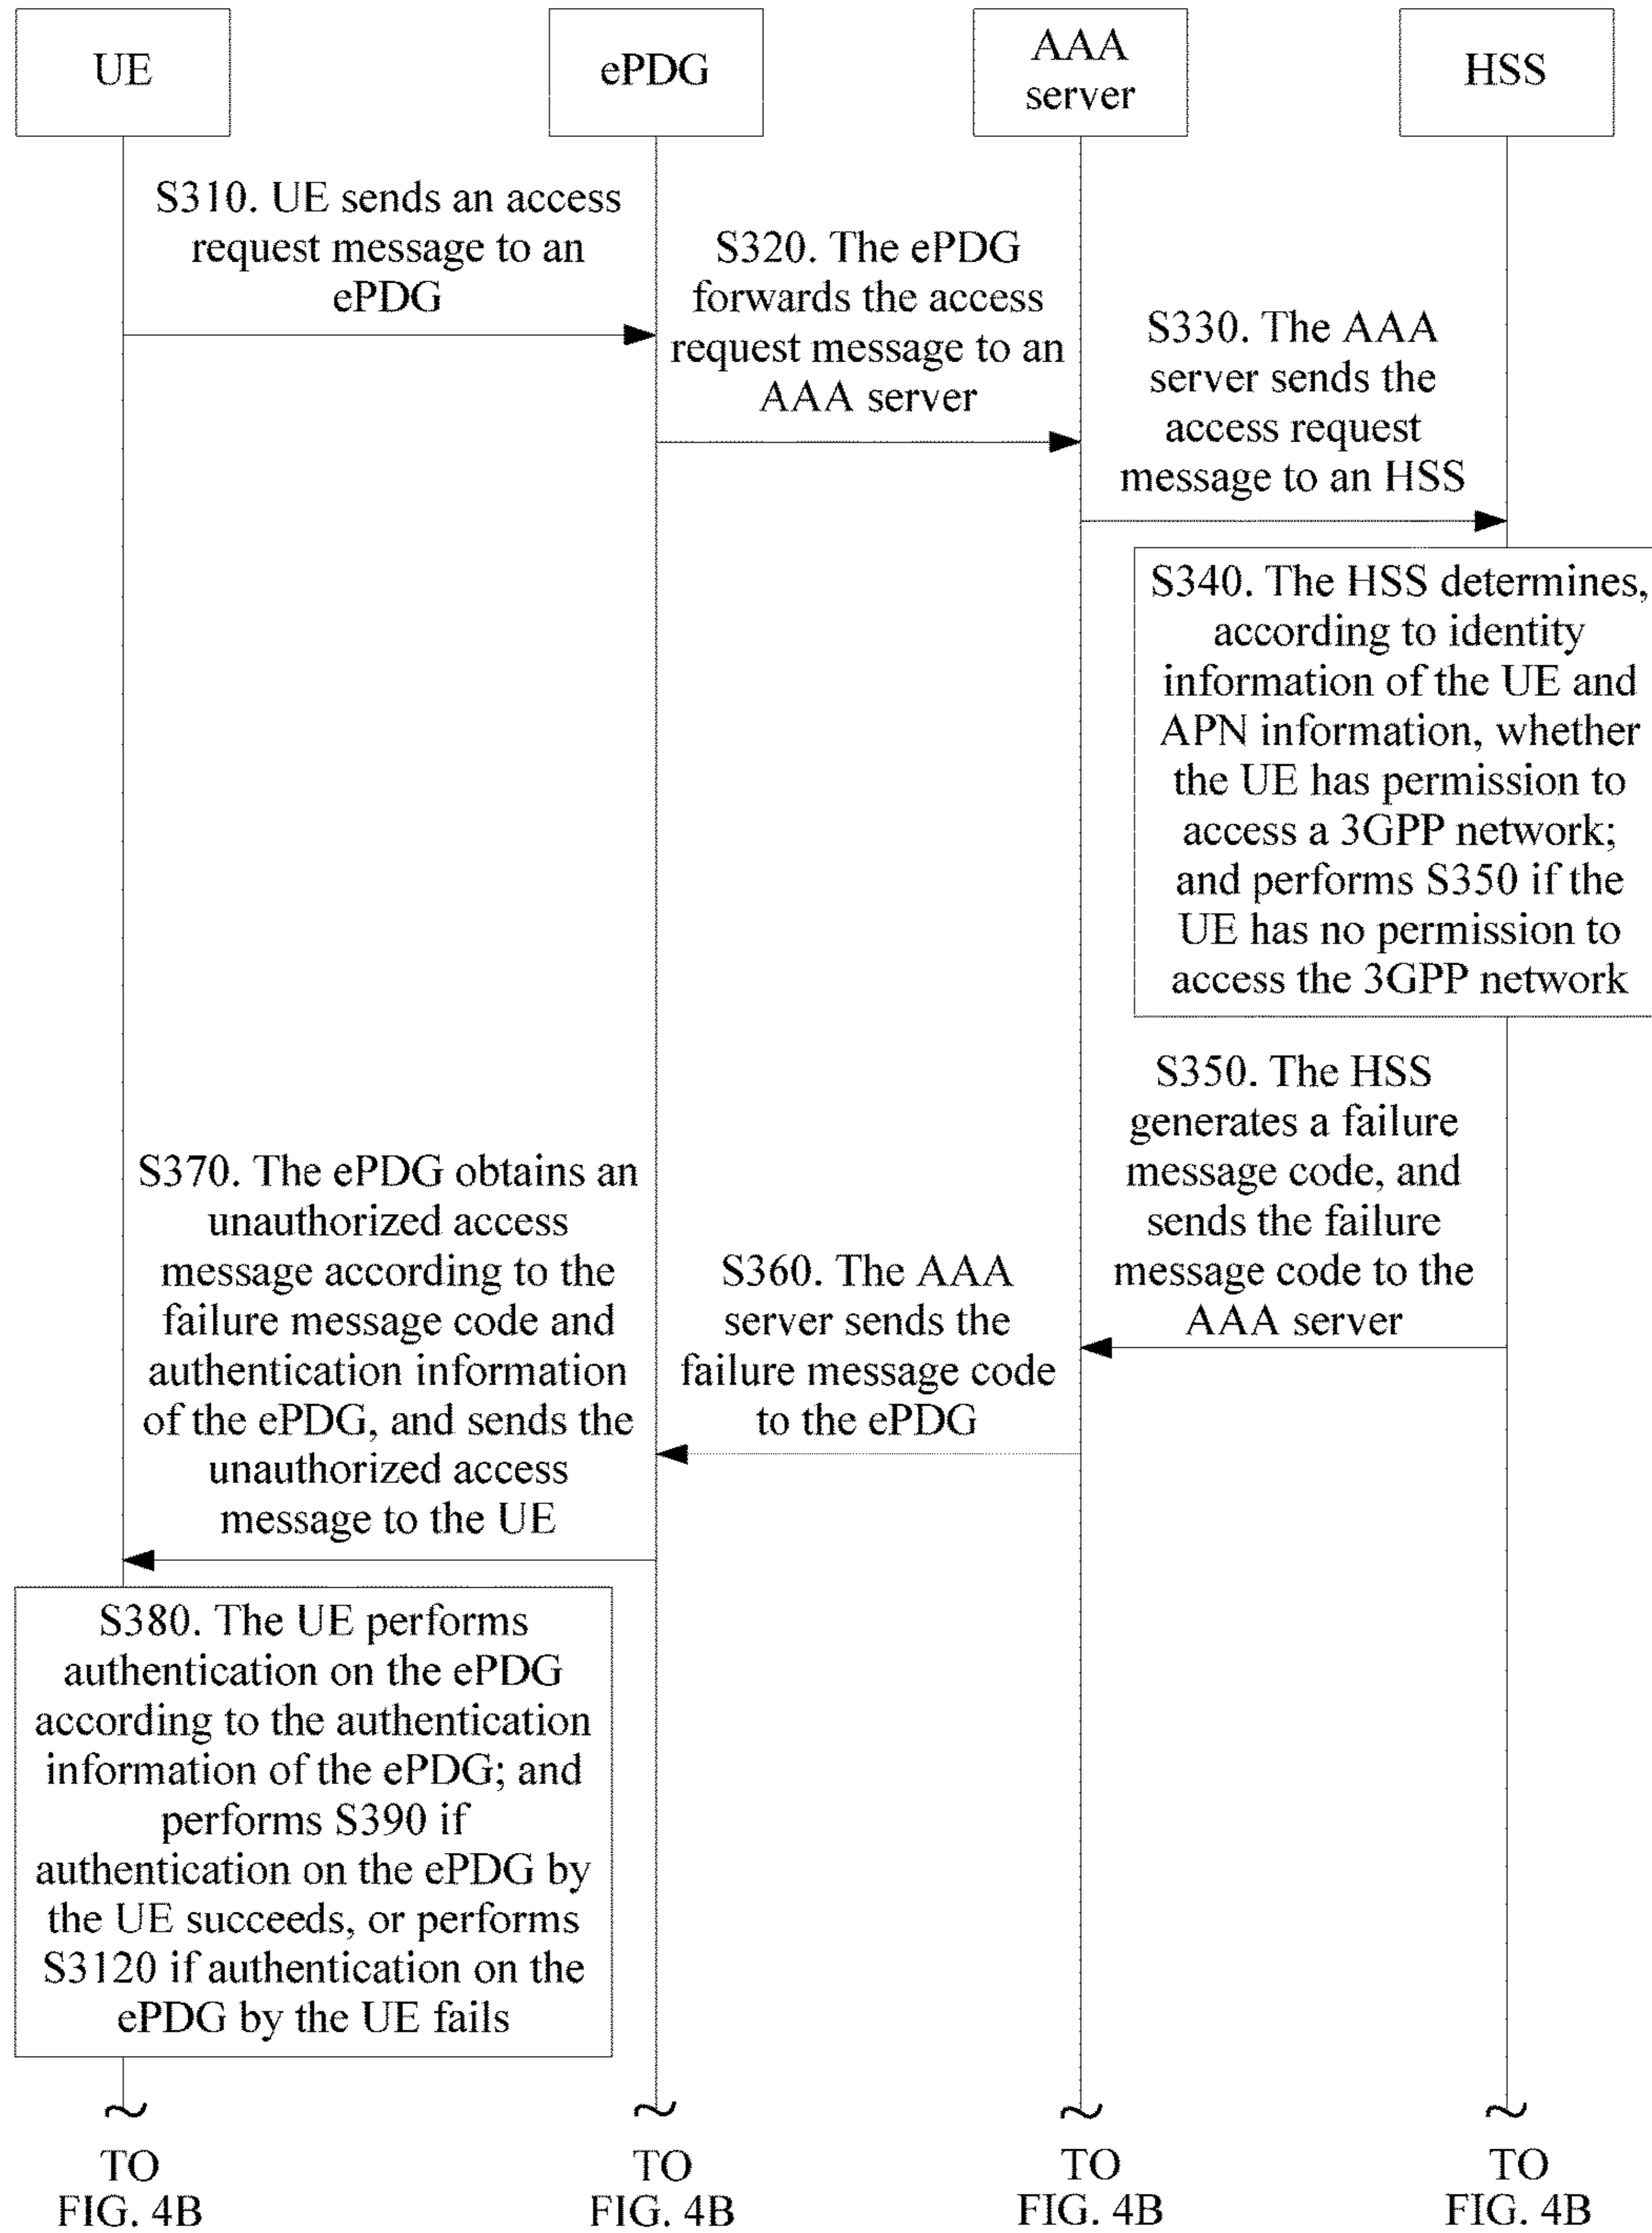 UE
ePDG
AAA
server
HSS
S310. UE sends an access
request message to an
ePDG
S320. The ePDG
forwards the access
request message to an
AAA server
S330. The AAA
server sends the
access request
message to an HSS
S340. The HSS determines,
according to identity
information of the UE and
APN information, whether
the UE has permission to
access a 3GPP network;
and performs S350 if the
UE has no permission to
access the 3GPP network
S350. The HSS
generates a failure
message code, and
sends the failure
message code to the
AAA server
S360. The AAA
server sends the
failure message code
to the ePDG
S370. The ePDG obtains an
unauthorized access
message according to the
failure message code and
authentication information
of the ePDG, and sends the
unauthorized access
message to the UE
S380. The UE performs
authentication on the ePDG
according to the authentication
information of the ePDG; and
performs S390 if
authentication on the ePDG by
the UE succeeds, or performs
S3120 if authentication on the
ePDG by the UE fails
TO
FIG. 4B
TO
FIG. 4B
TO
FIG. 4B
TO
FIG. 4B